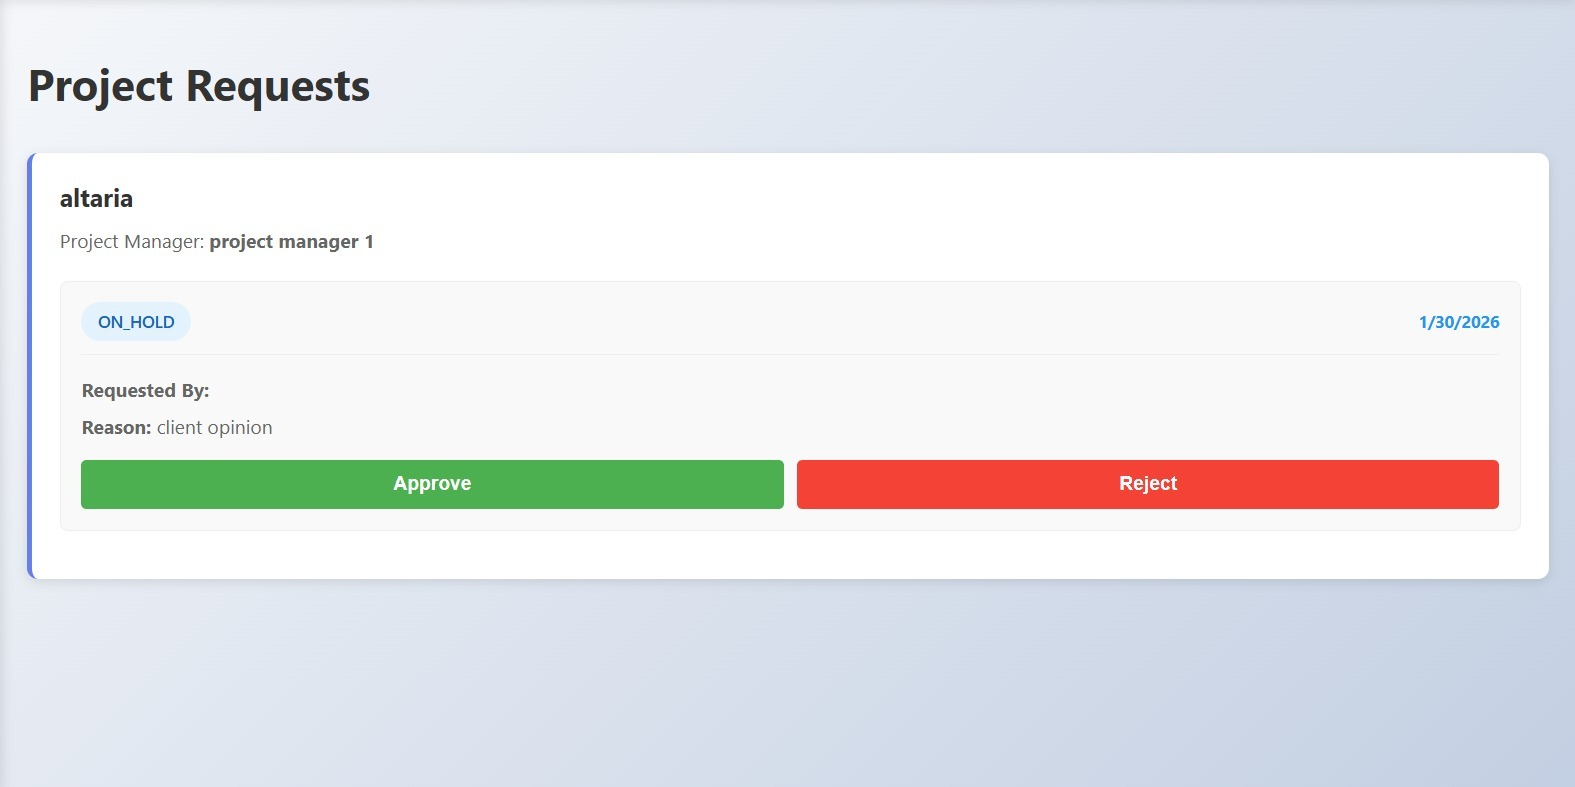 Project Requests
altaria
Project Manager: project manager 1
ON_HOLD
1/30/2026
Requested By:
Reason: client opinion
Approve
Reject